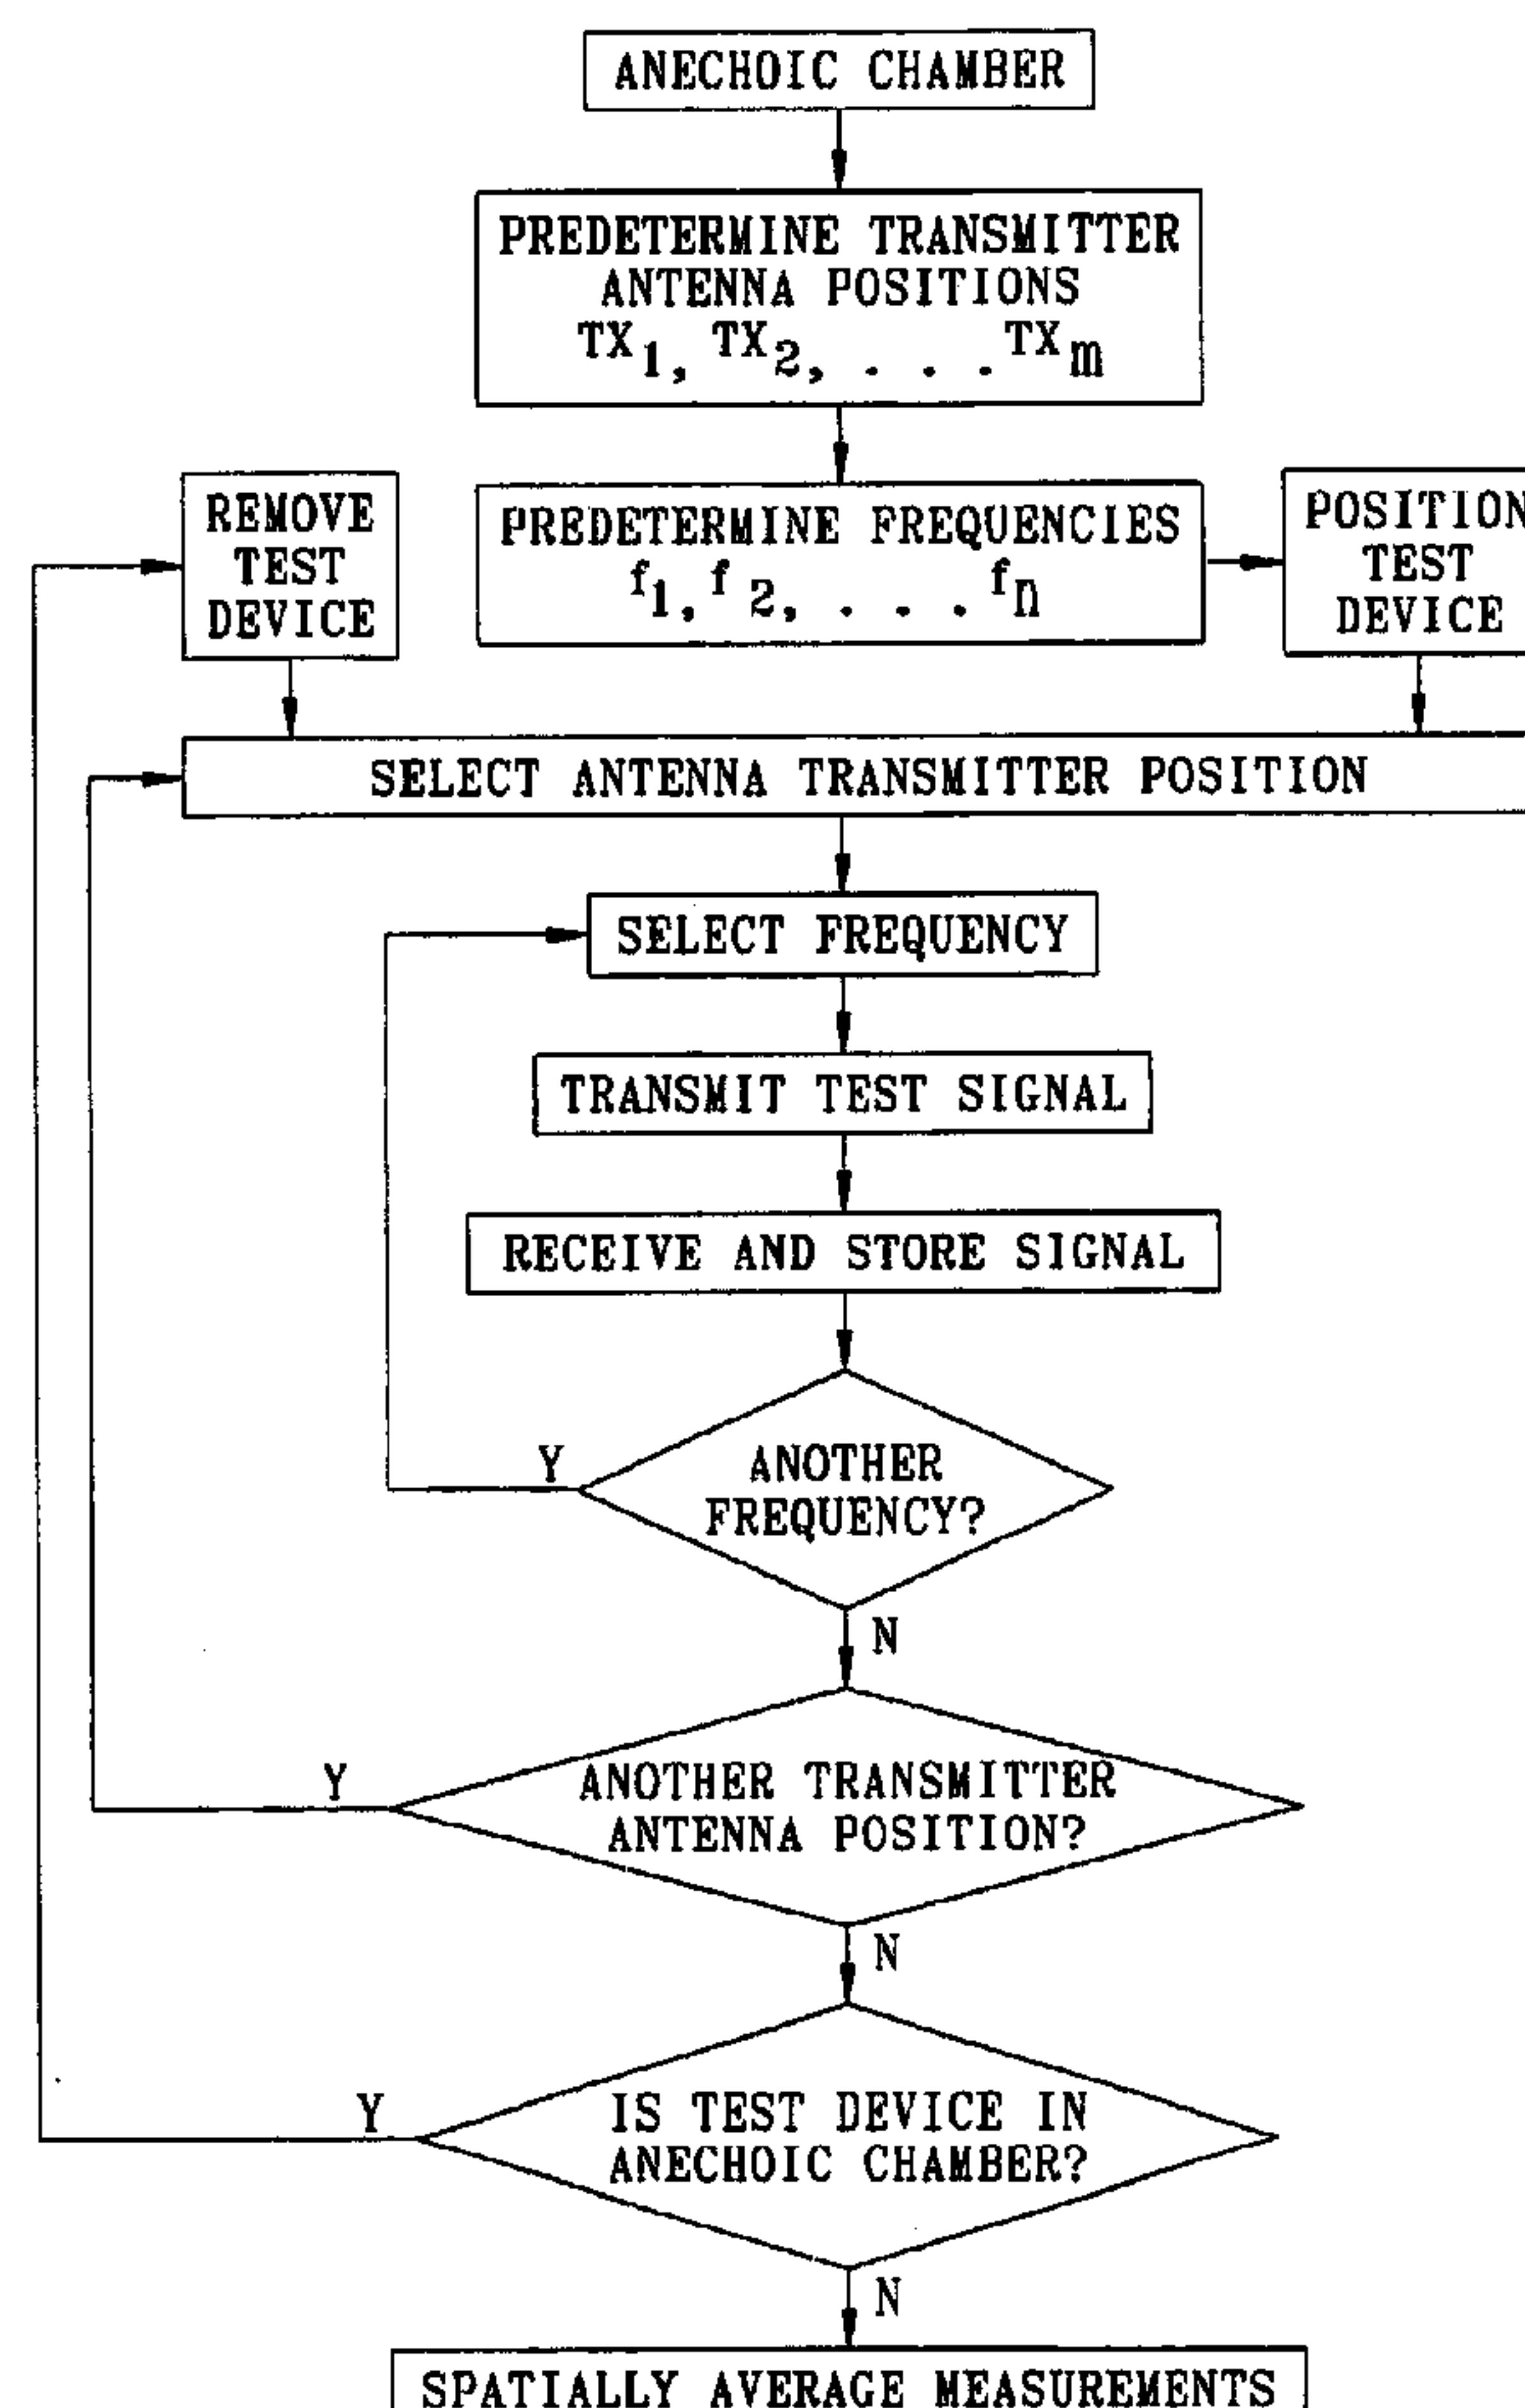 ANECHOIC CHAMBER
PREDETERMINE TRANSMITTER
ANTENNA POSITIONS
TX1, TX2, . . . TXm
REMOVE
TEST
DEVICE
PREDETERMINE FREQUENCIES
f1, f2, . . . fn
POSITION
TEST
DEVICE
SELECT ANTENNA TRANSMITTER POSITION
SELECT FREQUENCY
TRANSMIT TEST SIGNAL
RECEIVE AND STORE SIGNAL
Y
ANOTHER
FREQUENCY?
N
Y
ANOTHER TRANSMITTER
ANTENNA POSITION?
N
Y
IS TEST DEVICE IN
ANECHOIC CHAMBER?
N
SPATIALLY AVERAGE MEASUREMENTS